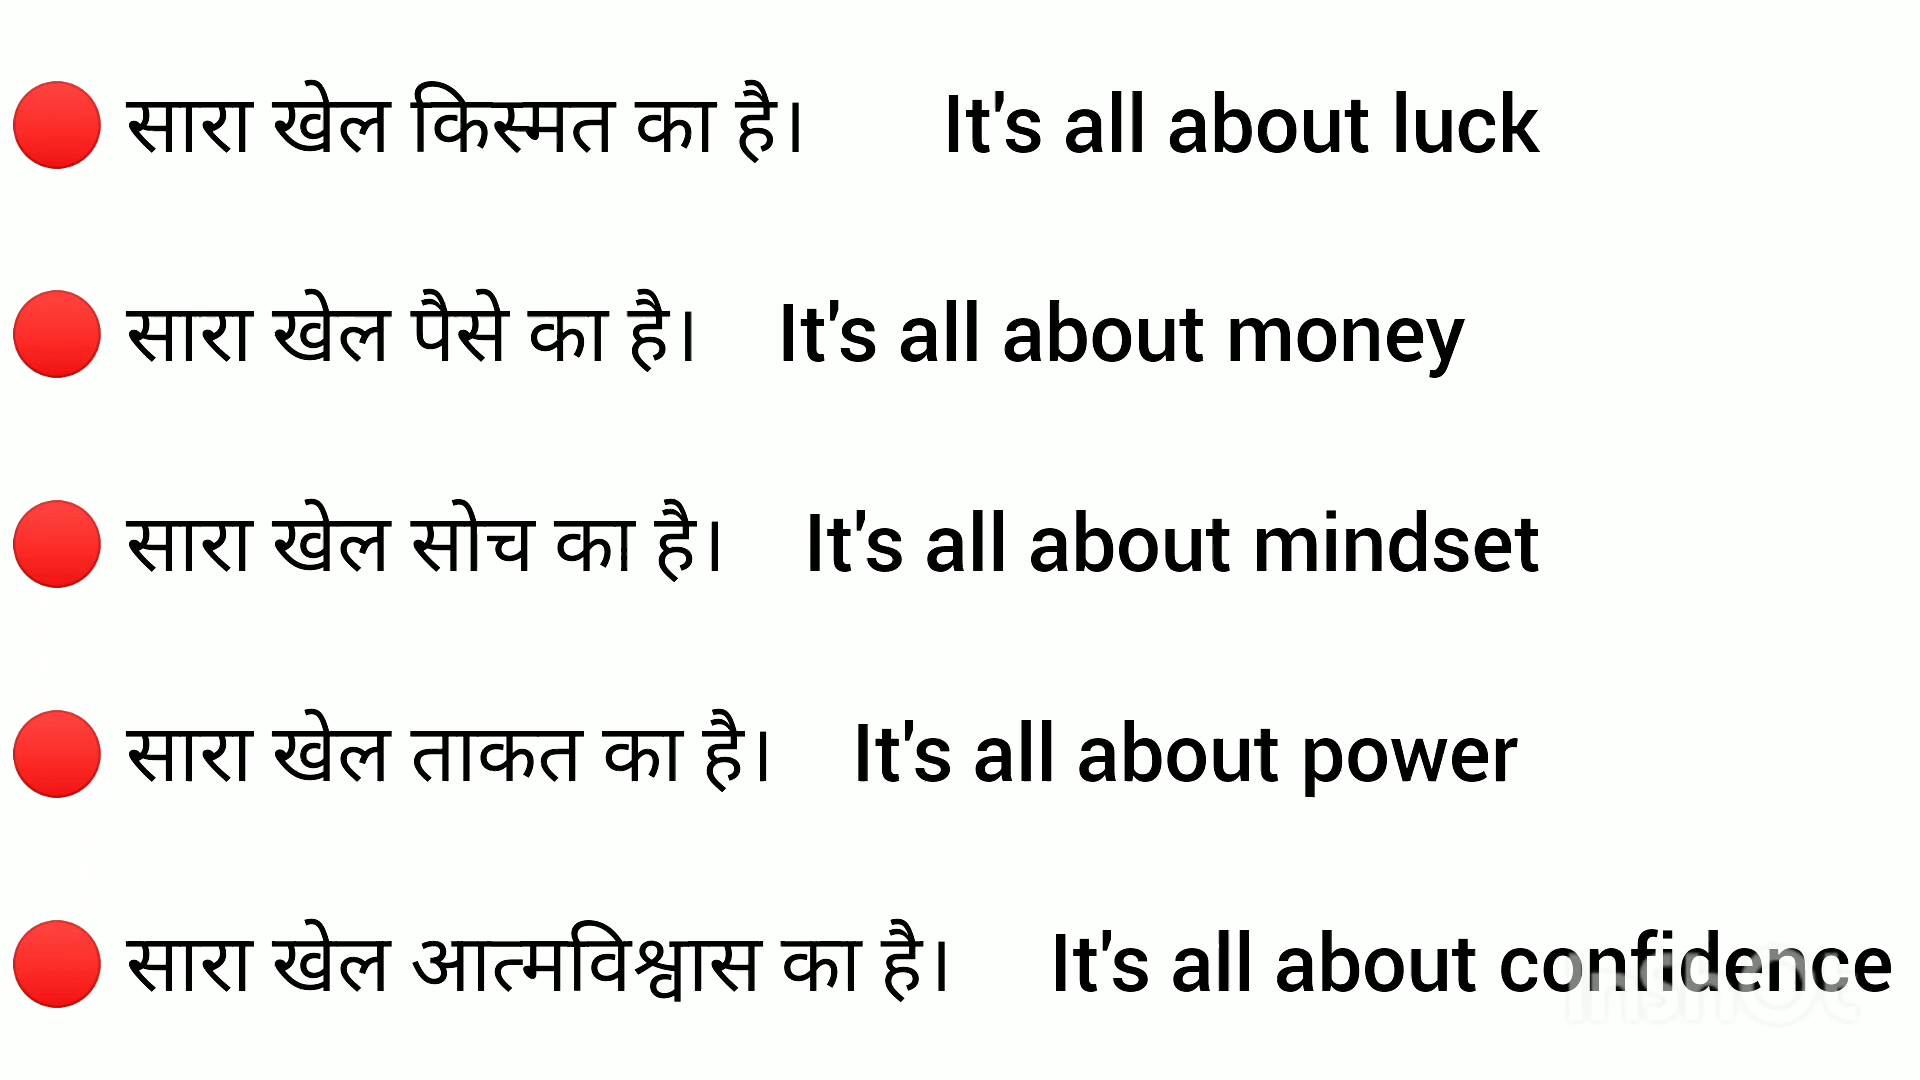 🔴 सारा खेल किस्मत का है। It's all about luck
🔴 सारा खेल पैसे का है। It's all about money
🔴 सारा खेल सोच का है। It's all about mindset
🔴 सारा खेल ताकत का है। It's all about power
🔴 सारा खेल आत्मविश्वास का है। It's all about confidence
InShOt